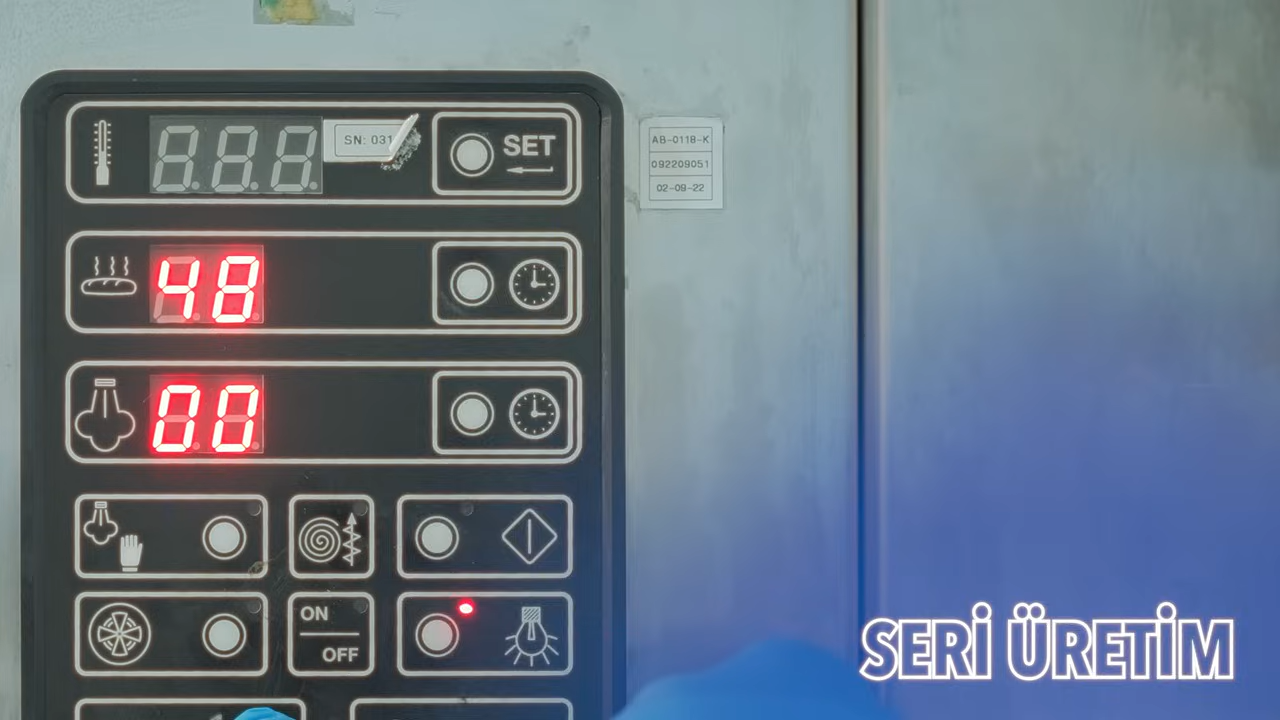 SN: 031
SET
AB-0118-K
092209051
02-09-22
48
00
ON
OFF
SERİ ÜRETİM